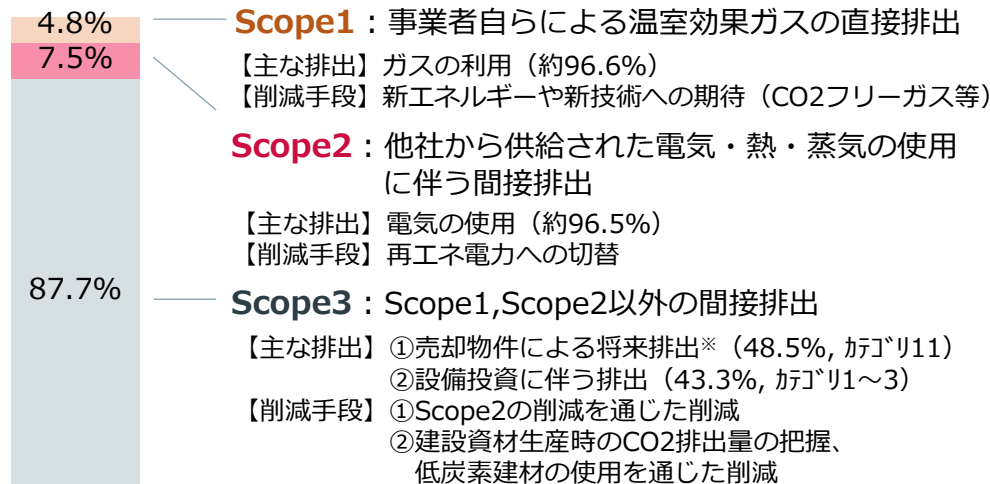 4.8%
7.5%
87.7%
Scope1：事業者自らによる温室効果ガスの直接排出
【主な排出】ガスの利用（約96.6%）
【削減手段】新エネルギーや新技術への期待（CO2フリーガス等）
Scope2：他社から供給された電気・熱・蒸気の使用
に伴う間接排出
【主な排出】電気の使用（約96.5%）
【削減手段】再エネ電力への切替
Scope3：Scope1,Scope2以外の間接排出
【主な排出】①売却物件による将来排出※（48.5%, ｶﾃｺﾞﾘ11）
②設備投資に伴う排出（43.3%, ｶﾃｺﾞﾘ1～3）
【削減手段】①Scope2の削減を通じた削減
②建設資材生産時のCO2排出量の把握、
低炭素建材の使用を通じた削減